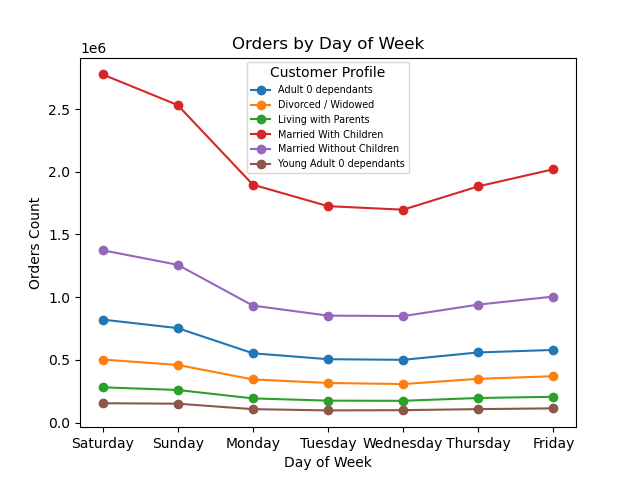 Orders by Day of Week
1e6
Customer Profile
Adult 0 dependants
Divorced / Widowed
Living with Parents
Married With Children
Married Without Children
Young Adult 0 dependants
Orders Count
2.5
2.0
1.5
1.0
0.5
0.0
Saturday Sunday Monday Tuesday Wednesday Thursday Friday
Day of Week